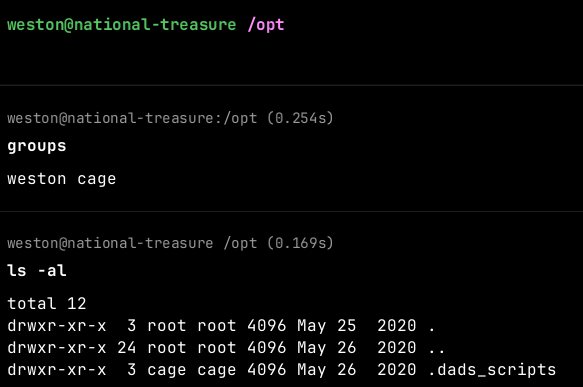 weston@national-treasure /opt
weston@national-treasure:/opt (0.254s)
groups
weston cage
weston@national-treasure /opt (0.169s)
ls -al
total 12
drwxr-xr-x  3 root root 4096 May 25  2020 .
drwxr-xr-x 24 root root 4096 May 26  2020 ..
drwxr-xr-x  3 cage cage 4096 May 26  2020 .dads_scripts